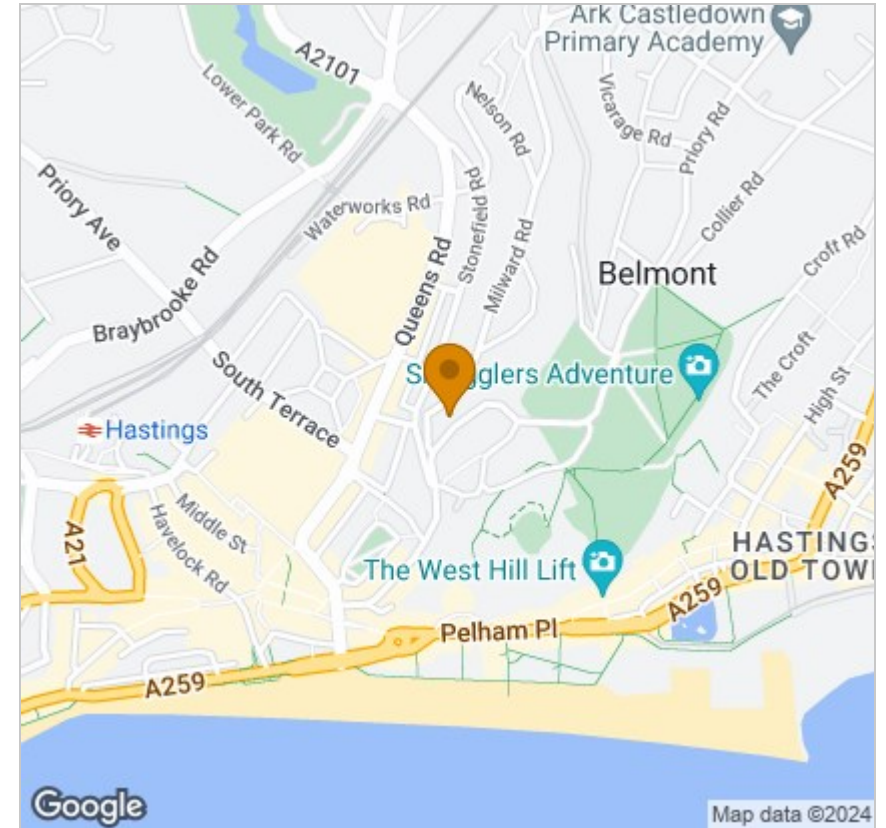 Ark Castledown
Primary Academy
A2101
Nelson Rd
Vicarage Rd
Lower Park Rd
Priory Rd
Priory Ave
Waterworks Rd
Stonefield Rd
Collier Rd
Croft Rd
Belmont
Milward Rd
Queens Rd
Braybrooke Rd
South Terrace
Adventure
The Croft
High St
Hastings
A259
Middle St
A21
Havelock Rd
HASTINGS
OLD TOW
The West Hill Lift
A259
Pelham Pl
A259
Google
Map data ©2024